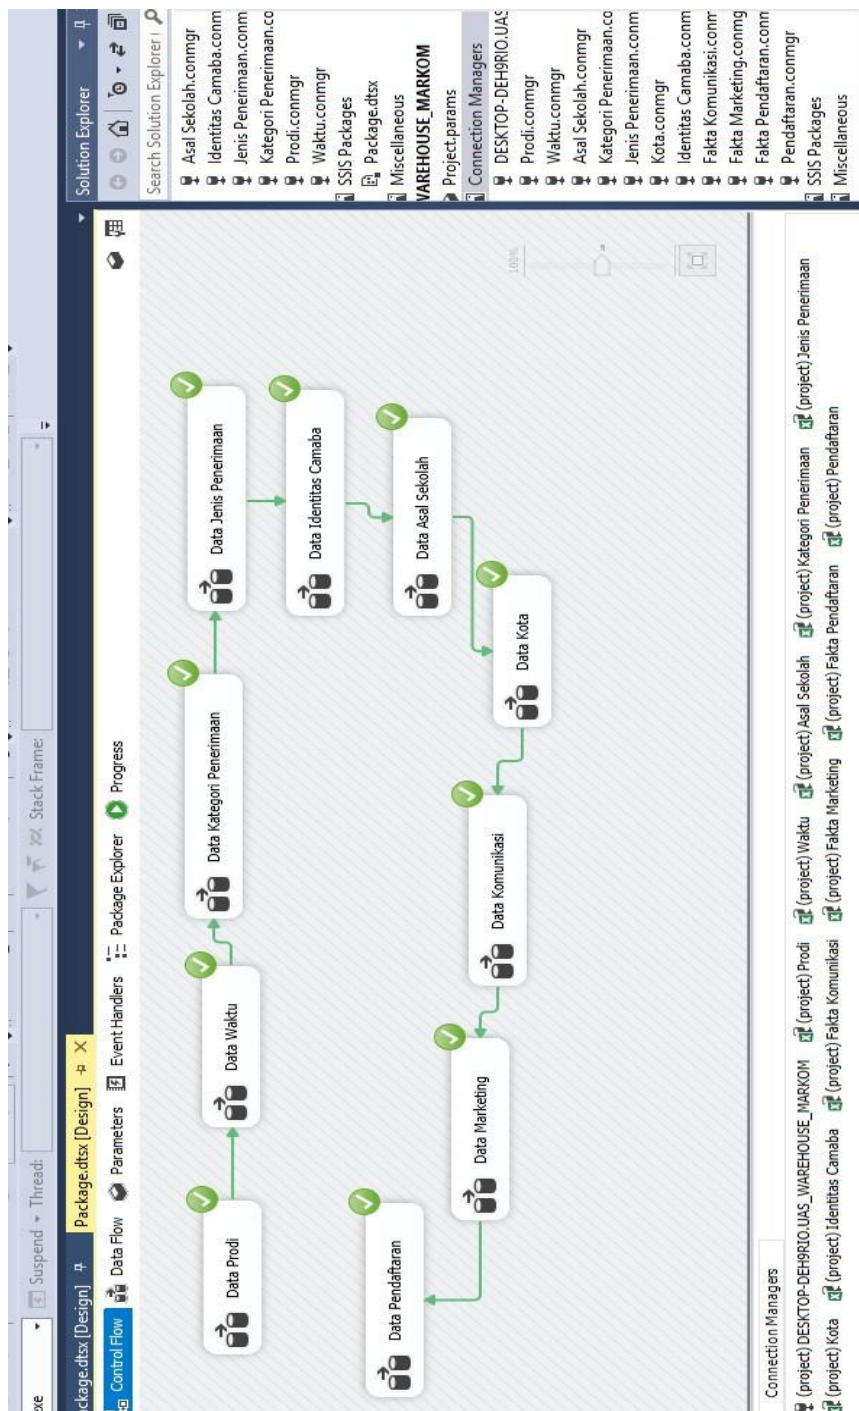 Suspend Thread: Stack Frame:
Package.dtsx [Design]
Control Flow Data Flow Parameters Event Handlers Package Explorer Progress
Data Prodi
Data Waktu
Data Kategori Penerimaan
Data Jenis Penerimaan
Data Identitas Camaba
Data Asal Sekolah
Data Kota
Data Komunikasi
Data Marketing
Data Pendaftaran
100%
Connection Managers
(project) DESKTOP-DEH9RIO.UAS_WAREHOUSE_MARKOM (project) Prodi (project) Waktu (project) Asal Sekolah (project) Kategori Penerimaan (project) Jenis Penerimaan
(project) Kota (project) Identitas Camaba (project) Fakta Komunikasi (project) Fakta Marketing (project) Fakta Pendaftaran (project) Pendaftaran
Solution Explorer
Search Solution Explorer
Asal Sekolah.conmgr
Identitas Camaba.conm
Jenis Penerimaan.conm
Kategori Penerimaan.co
Prodi.conmgr
Waktu.conmgr
SSIS Packages
Package.dtsx
Miscellaneous
WAREHOUSE_MARKOM
Project.params
Connection Managers
DESKTOP-DEH9RIO.UAS
Prodi.conmgr
Waktu.conmgr
Asal Sekolah.conmgr
Kategori Penerimaan.co
Jenis Penerimaan.conm
Kota.conmgr
Identitas Camaba.conm
Fakta Komunikasi.conm
Fakta Marketing.conmg
Fakta Pendaftaran.conn
Pendaftaran.conmgr
SSIS Packages
Miscellaneous